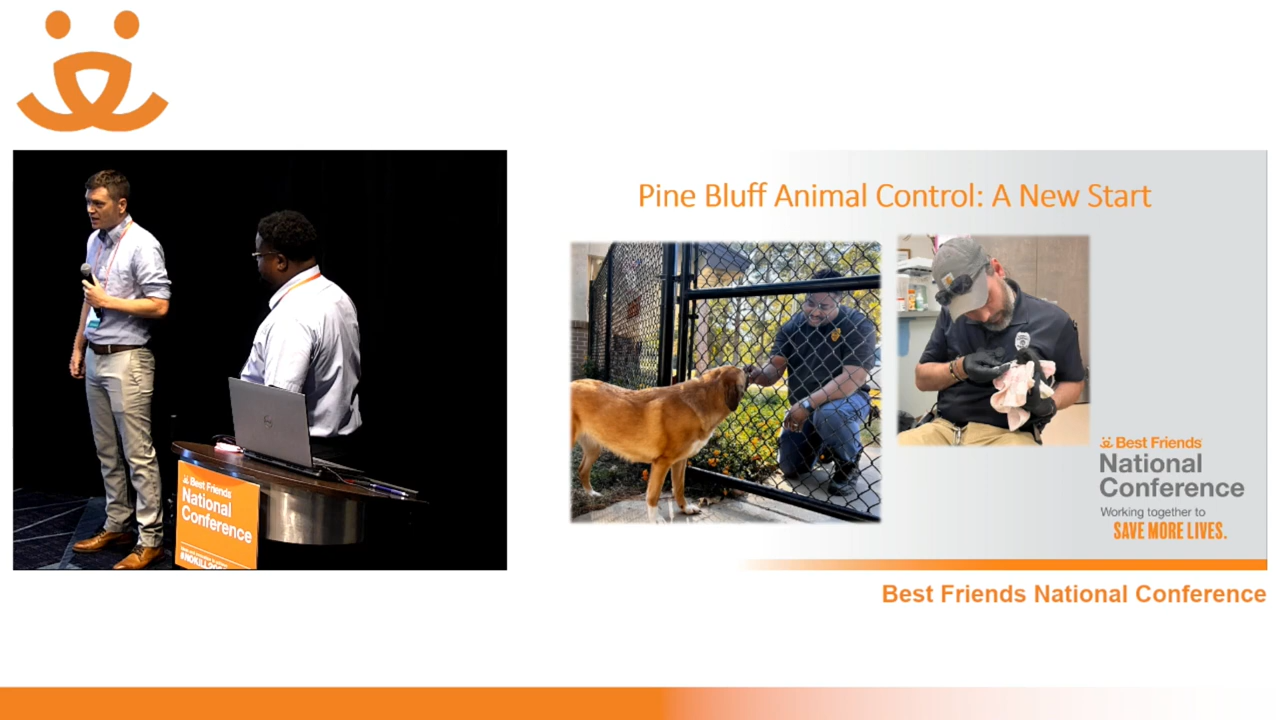 Pine Bluff Animal Control: A New Start
Best Friends
National
Conference
Working together to
SAVE MORE LIVES.
Best Friends
National
Conference
Best Friends National Conference